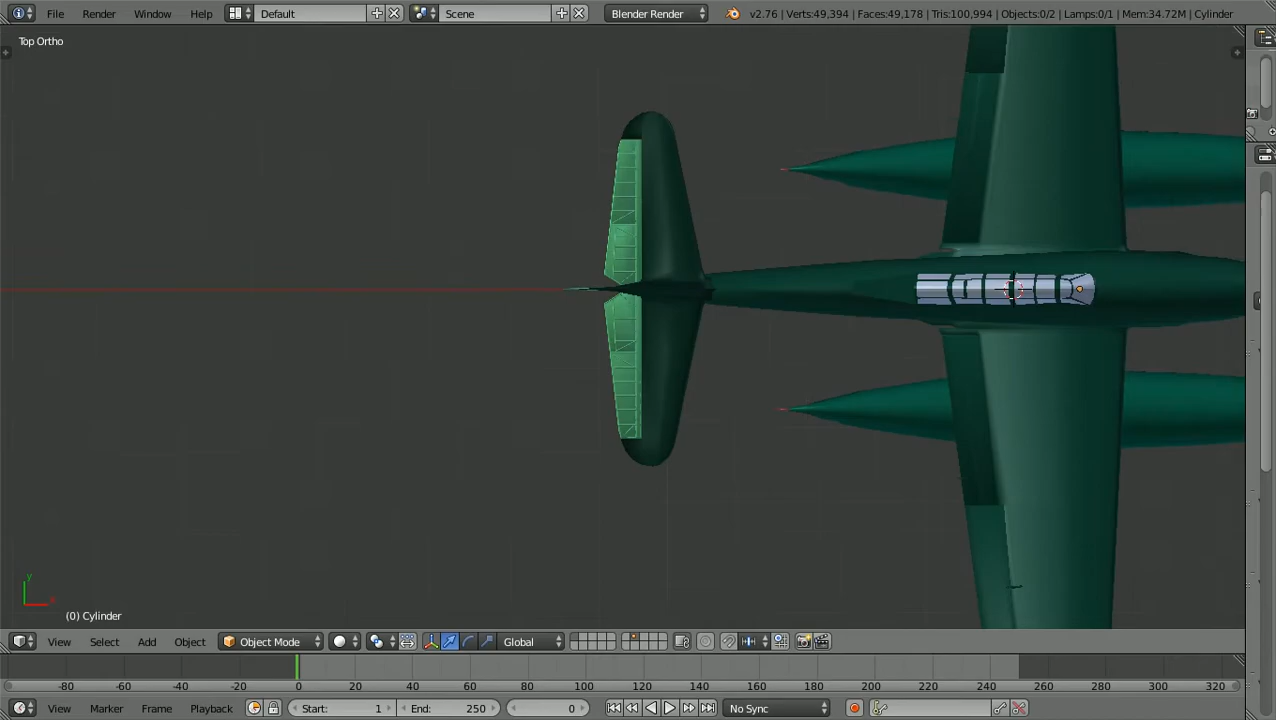 File Render Window Help Default Scene Blender Render v2.76 | Verts:49,394 | Faces:49,178 | Tris:100,994 | Objects:0/2 | Lamps:0/1 | Mem:34.72M | Cylinder
Top Ortho
y
x
(0) Cylinder
View Select Add Object Object Mode Global
-80 -60 -40 -20 0 20 40 60 80 100 120 140 160 180 200 220 240 260 280 300 320
View Marker Frame Playback Start: 1 End: 250 0 No Sync